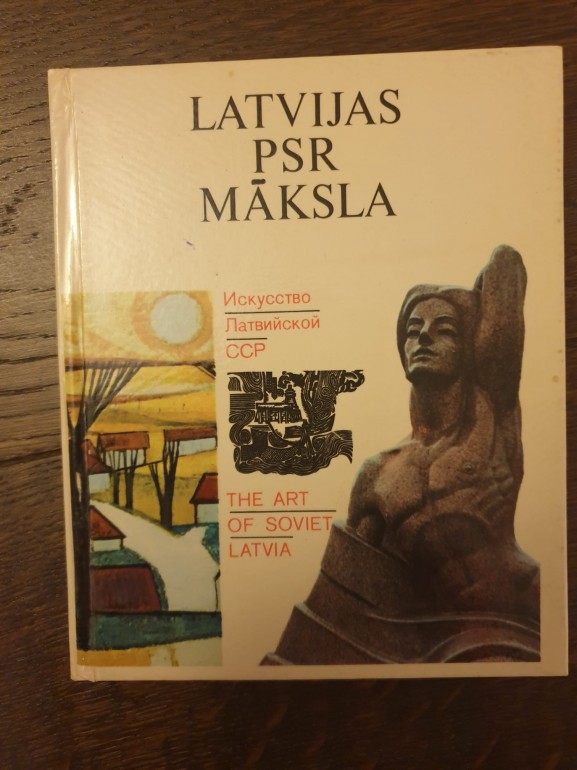 LATVIJAS
PSR
MĀKSLA
Искусство
Латвийской
ССР
THE ART
OF SOVIET
LATVIA